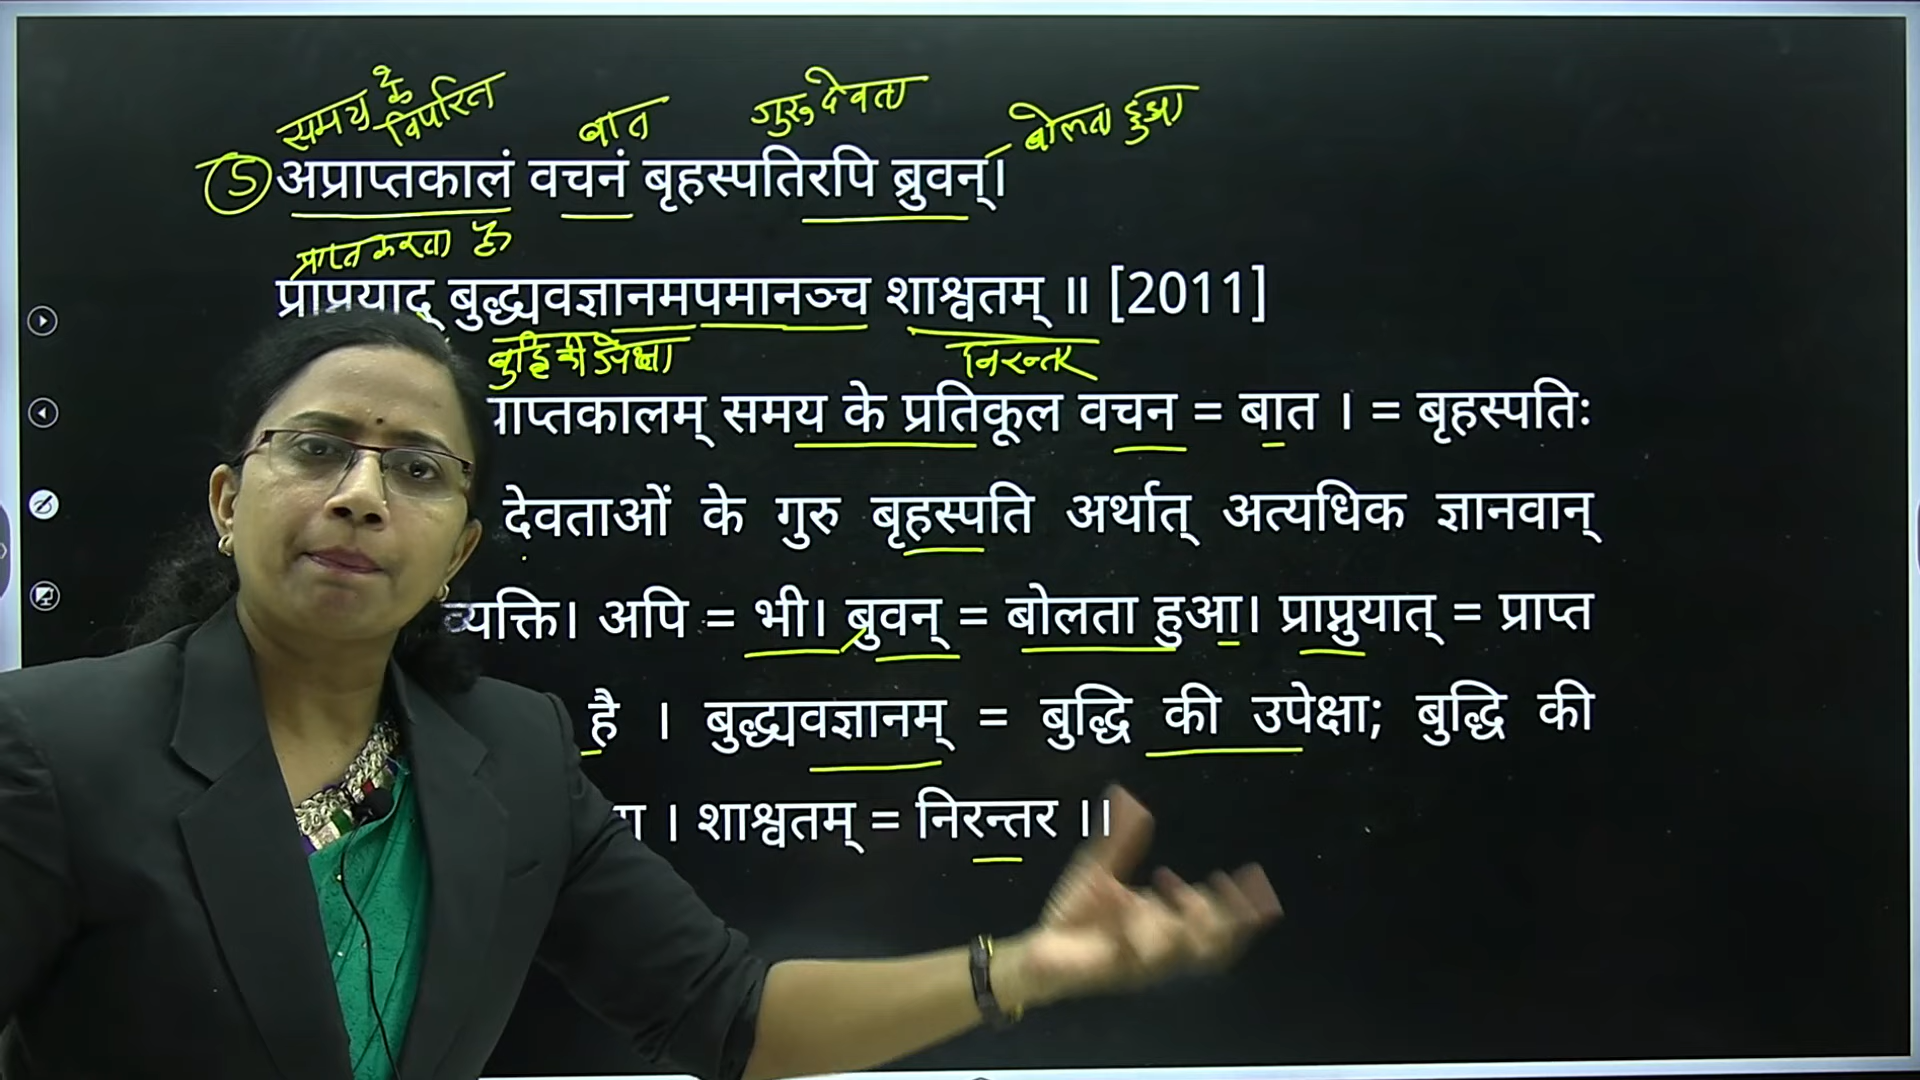 समय के विपरित बात गुरु देवता बोलता हुआ
5 अप्राप्तकालं वचनं बृहस्पतिरपि ब्रुवन्।
प्राप्त करता है
प्राप्नुयाद् बुद्ध्यवज्ञानमपमानञ्च शाश्वतम् ॥ [2011]
बुद्धि की उपेक्षा निरन्तर
प्राप्तकालम् समय के प्रतिकूल वचन = बात । = बृहस्पतिः
देवताओं के गुरु बृहस्पति अर्थात् अत्यधिक ज्ञानवान्
व्यक्ति। अपि = भी। ब्रुवन् = बोलता हुआ। प्राप्नुयात् = प्राप्त
है । बुद्ध्यवज्ञानम् = बुद्धि की उपेक्षा; बुद्धि की
। शाश्वतम् = निरन्तर ।।